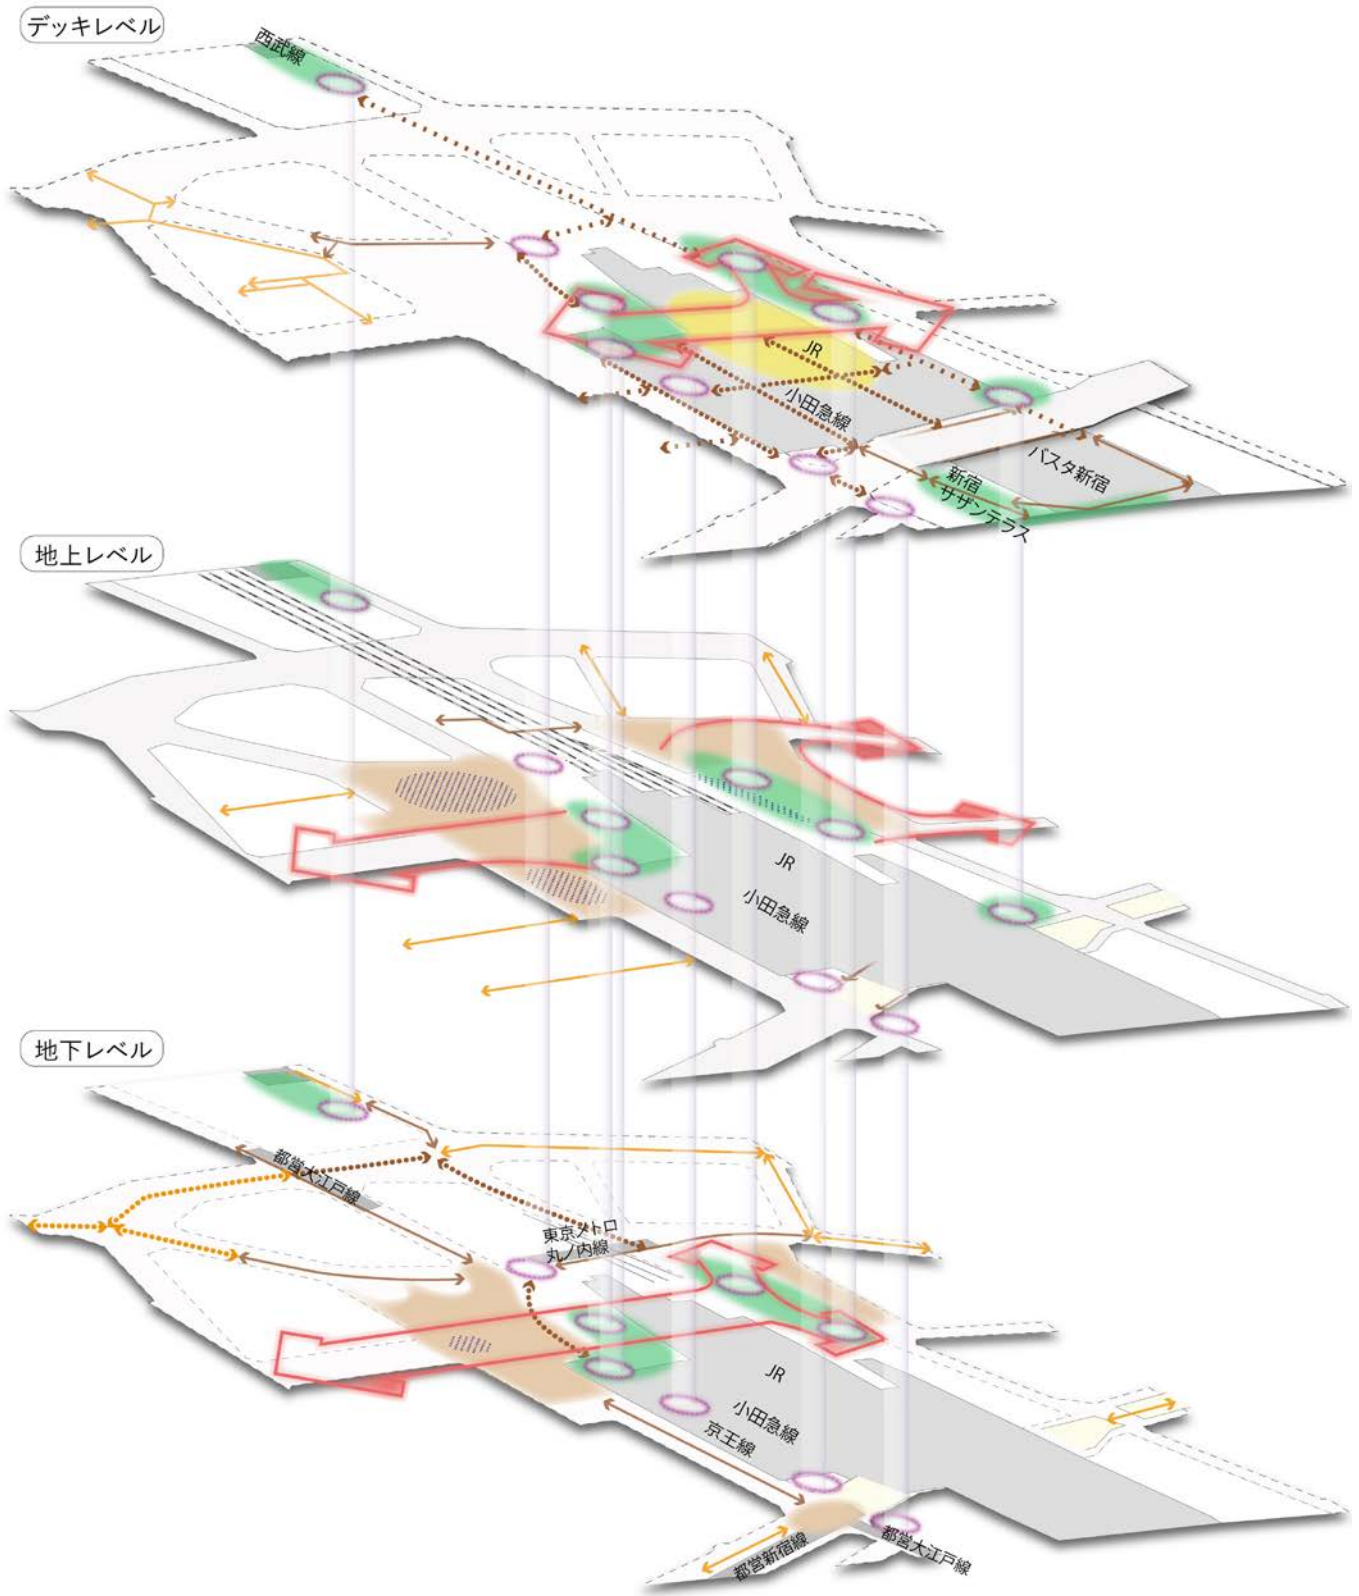 デッキレベル
西武線
JR
小田急線
バスタ新宿
新宿
サザンテラス
地上レベル
JR
小田急線
地下レベル
都営大江戸線
東京メトロ
丸ノ内線
JR
小田急線
京王線
都営新宿線
都営大江戸線